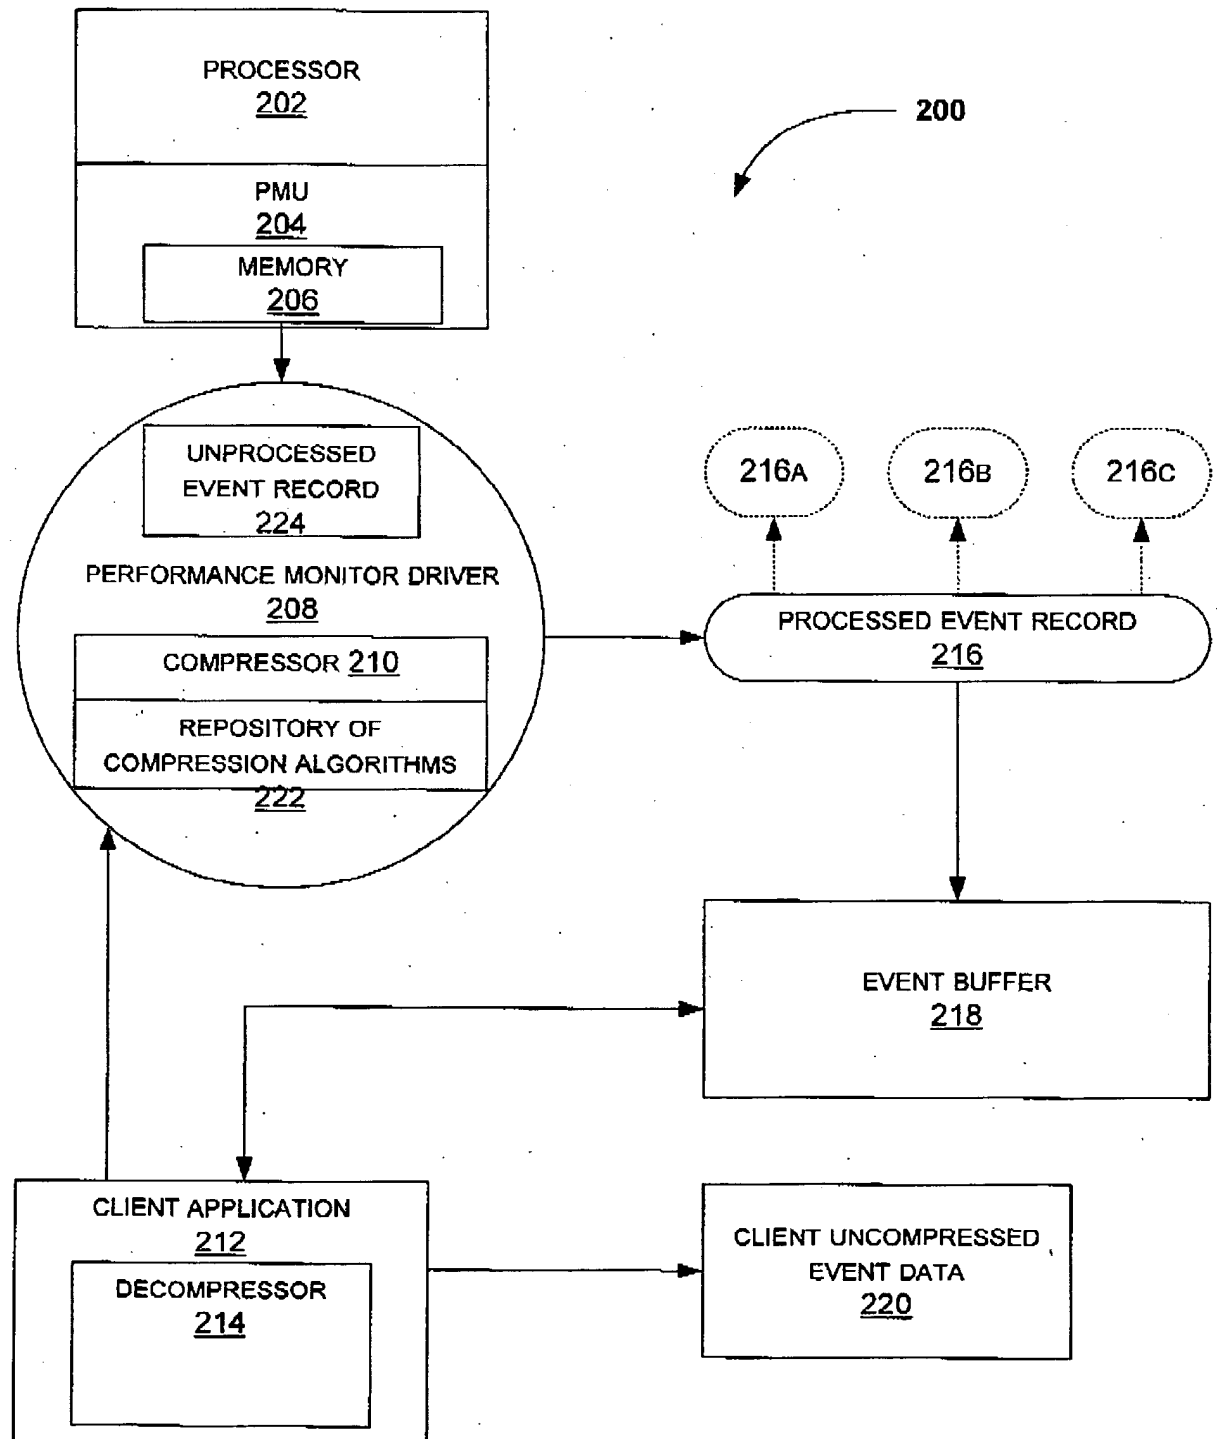 PROCESSOR
202
200
PMU
204
MEMORY
206
UNPROCESSED
EVENT RECORD
224
PERFORMANCE MONITOR DRIVER
208
COMPRESSOR 210
REPOSITORY OF
COMPRESSION ALGORITHMS
222
216A
216B
216C
PROCESSED EVENT RECORD
216
EVENT BUFFER
218
CLIENT APPLICATION
212
DECOMPRESSOR
214
CLIENT UNCOMPRESSED
EVENT DATA
220